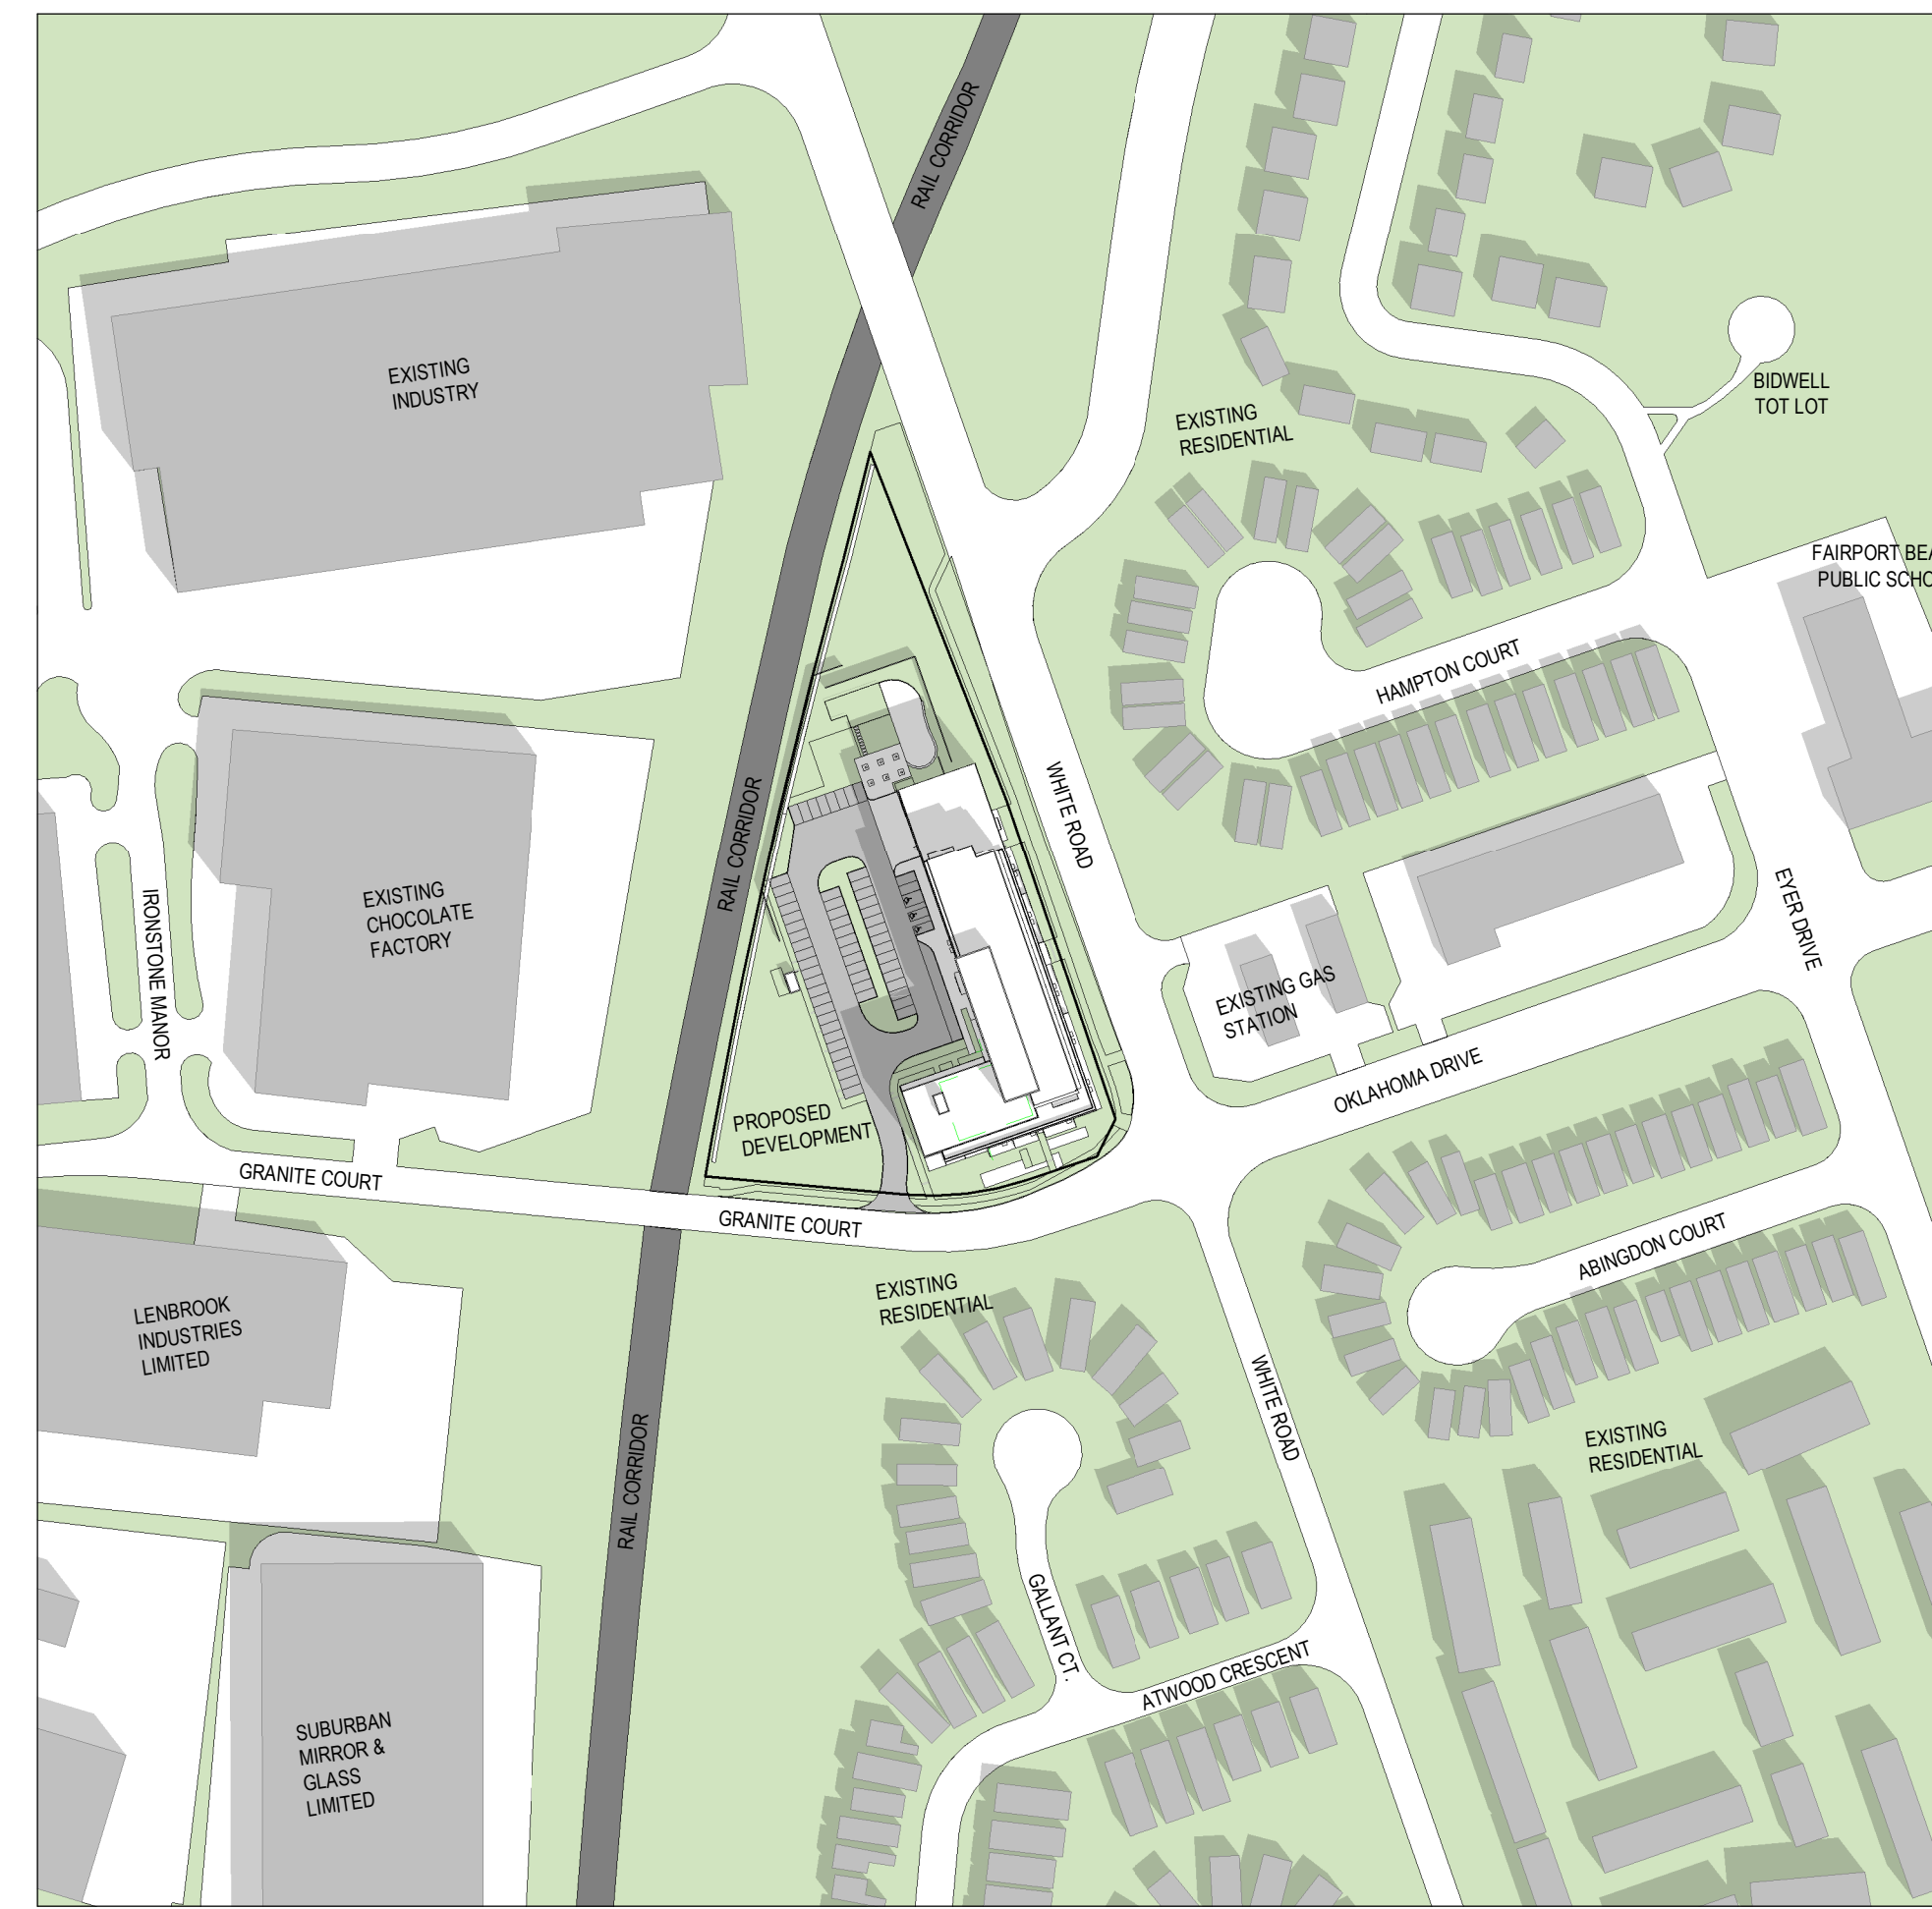 RAIL CORRIDOR
EXISTING
INDUSTRY
BIDWELL
TOT LOT
EXISTING
RESIDENTIAL
FAIRPORT BEA
PUBLIC SCHO
HAMPTON COURT
WHITE ROAD
RAIL CORRIDOR
EXISTING
CHOCOLATE
FACTORY
IRONSTONE MANOR
EYER DRIVE
EXISTING GAS
STATION
OKLAHOMA DRIVE
PROPOSED
DEVELOPMENT
GRANITE COURT
GRANITE COURT
ABINGDON COURT
EXISTING
RESIDENTIAL
LENBROOK
INDUSTRIES
LIMITED
WHITE ROAD
EXISTING
RESIDENTIAL
RAIL CORRIDOR
GALLANT CT.
ATWOOD CRESCENT
SUBURBAN
MIRROR &
GLASS
LIMITED